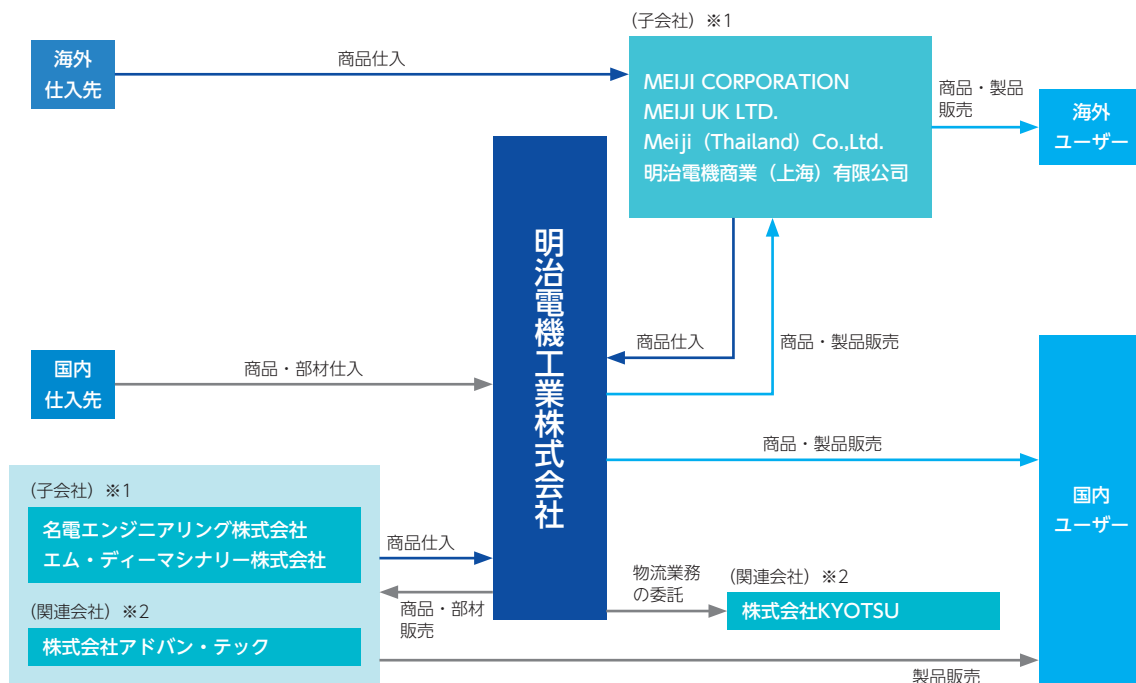 (子会社) ※1
海外
仕入先
商品仕入
MEIJI CORPORATION
MEIJI UK LTD.
Meiji（Thailand）Co.,Ltd.
明治電機商業（上海）有限公司
商品・製品
販売
海外
ユーザー
明治電機工業株式会社
商品仕入
商品・製品販売
国内
仕入先
商品・部材仕入
商品・製品販売
国内
ユーザー
(子会社) ※1
名電エンジニアリング株式会社
エム・ディーマシナリー株式会社
商品仕入
商品・部材
販売
(関連会社) ※2
株式会社アドバン・テック
物流業務
の委託
(関連会社) ※2
株式会社KYOTSU
製品販売